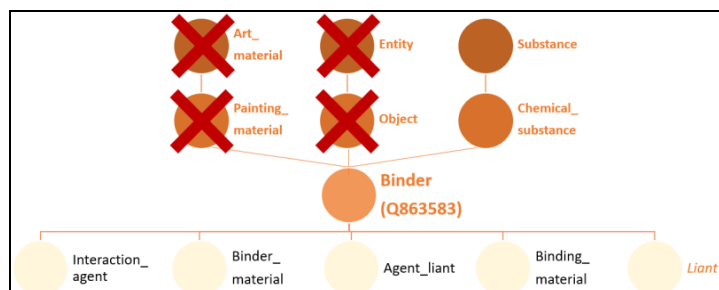 Art_
material
Entity
Substance
Painting_
material
Object
Chemical_
substance
Binder
(Q863583)
Interaction_
agent
Binder_
material
Agent_liant
Binding_
material
Liant